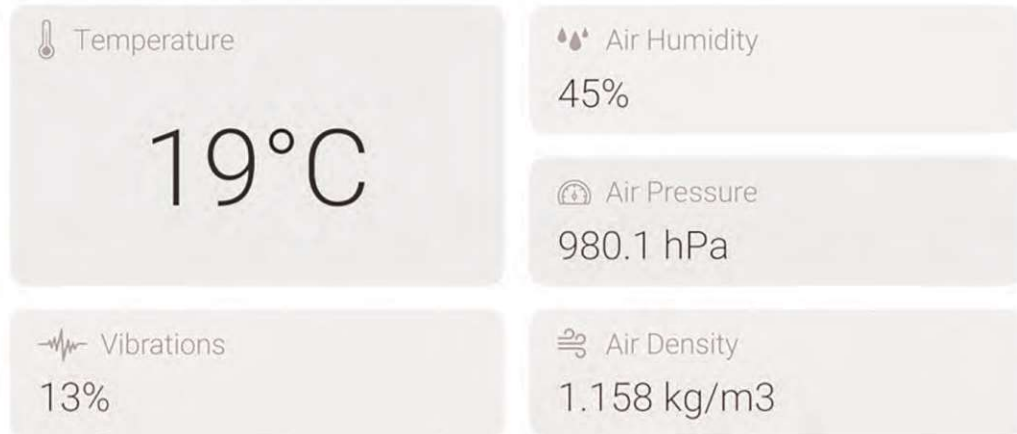 Temperature
19°C
Air Humidity
45%
Air Pressure
980.1 hPa
Vibrations
13%
Air Density
1.158 kg/m3